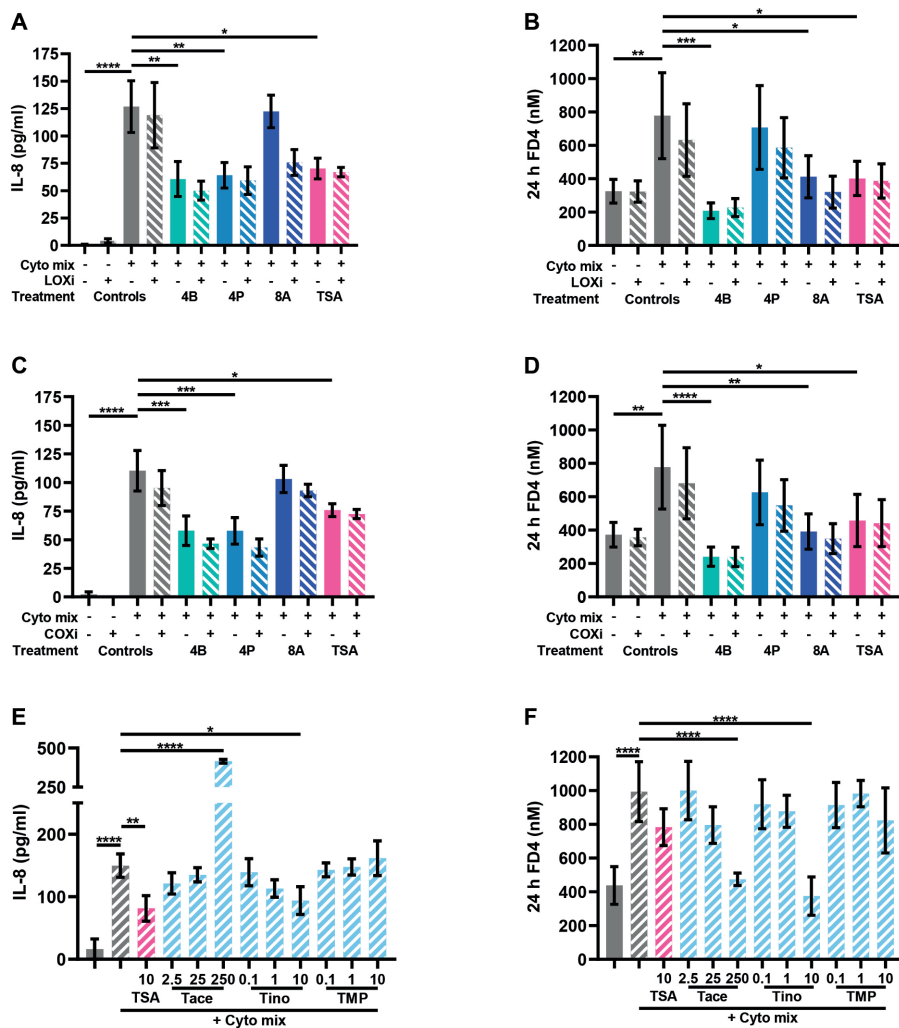 A
IL-8 (pg/ml)
175
150
125
100
75
50
25
0
****
**
**
*
Cyto mix - - + + + + + + + + + +
LOXi - + - + - + - + - + - +
Treatment Controls 4B 4P 8A TSA
B
24 h FD4 (nM)
1200
1000
800
600
400
200
0
**
***
*
*
Cyto mix - - + + + + + + + + + +
LOXi - + - + - + - + - + - +
Treatment Controls 4B 4P 8A TSA
C
IL-8 (pg/ml)
175
150
125
100
75
50
25
0
****
***
***
*
Cyto mix - - + + + + + + + + + +
COXi - + - + - + - + - + - +
Treatment Controls 4B 4P 8A TSA
D
24 h FD4 (nM)
1200
1000
800
600
400
200
0
**
****
**
*
Cyto mix - - + + + + + + + + + +
COXi - + - + - + - + - + - +
Treatment Controls 4B 4P 8A TSA
E
IL-8 (pg/ml)
500
250
200
100
0
****
**
****
*
10 2.5 25 250 0.1 1 10 0.1 1 10
TSA Tace Tino TMP
+ Cyto mix
F
24 h FD4 (nM)
1200
1000
800
600
400
200
0
****
****
****
10 2.5 25 250 0.1 1 10 0.1 1 10
TSA Tace Tino TMP
+ Cyto mix